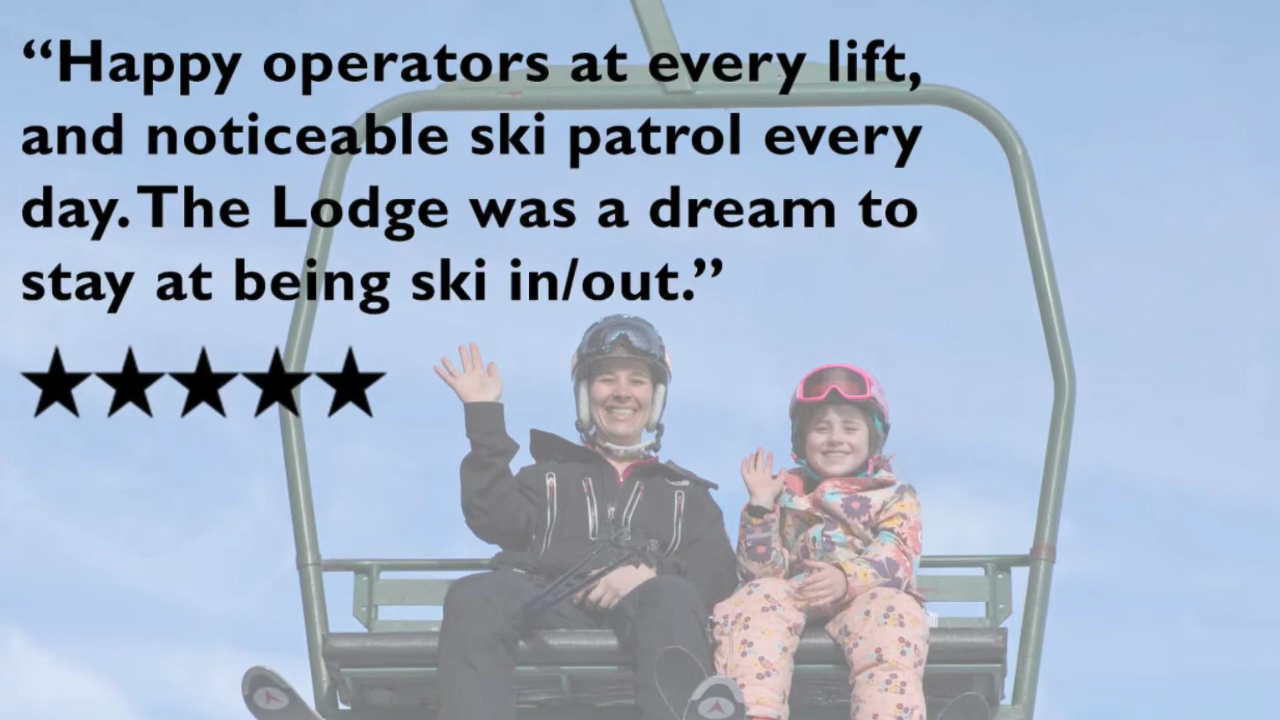 “Happy operators at every lift,
and noticeable ski patrol every
day. The Lodge was a dream to
stay at being ski in/out.”
★★★★★